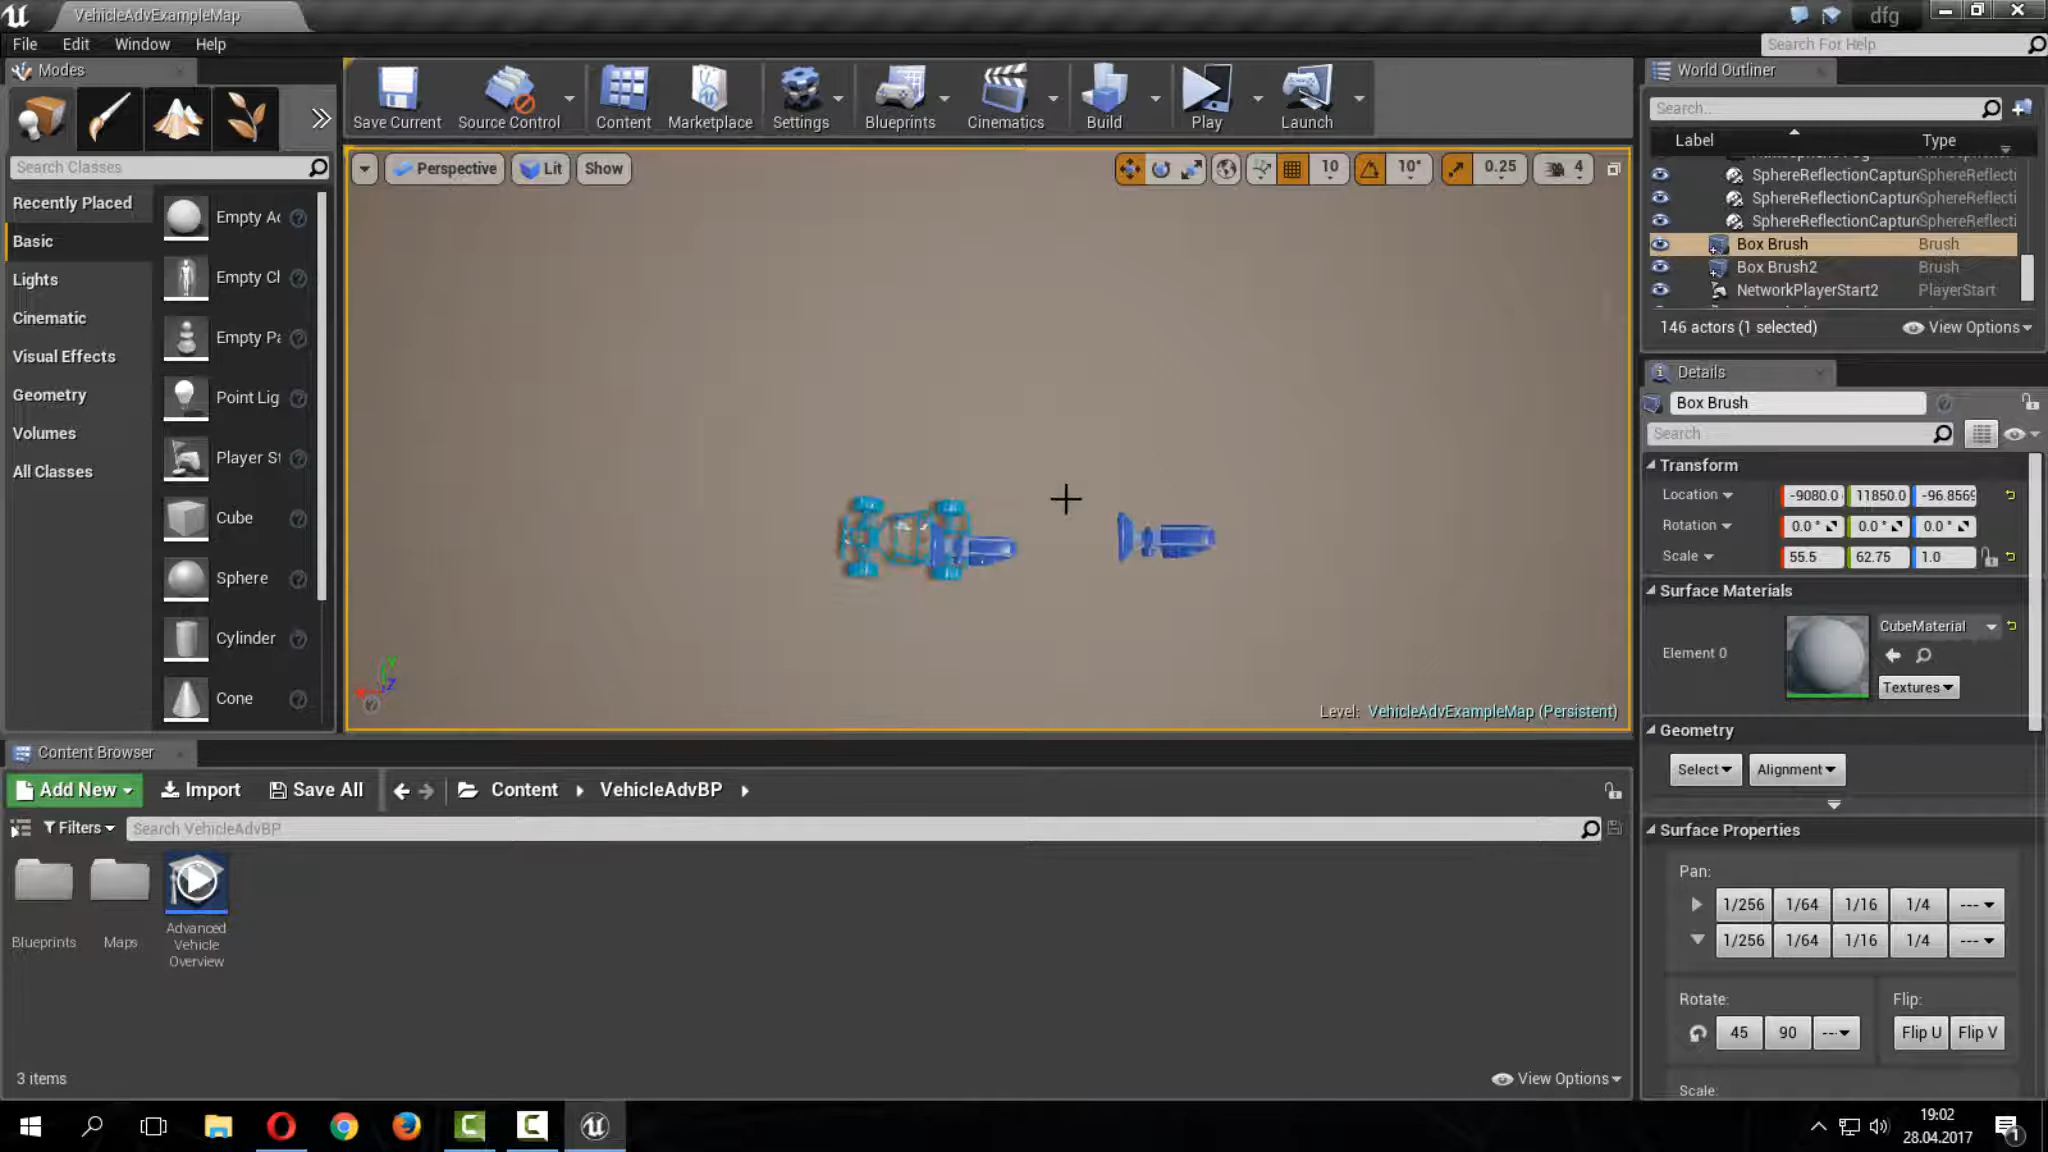 VehicleAdvExampleMap
dfg
File Edit Window Help
Search For Help
Modes
Save Current
Source Control
Content
Marketplace
Settings
Blueprints
Cinematics
Build
Play
Launch
World Outliner
Search...
Label
Type
SphereReflectionCaptur SphereReflecti
SphereReflectionCaptur SphereReflecti
SphereReflectionCaptur SphereReflecti
Box Brush Brush
Box Brush2 Brush
NetworkPlayerStart2 PlayerStart
146 actors (1 selected)
View Options
Search Classes
Recently Placed
Basic
Lights
Cinematic
Visual Effects
Geometry
Volumes
All Classes
Empty Ac
Empty Cl
Empty Pa
Point Lig
Player St
Cube
Sphere
Cylinder
Cone
Perspective
Lit
Show
10
10°
0.25
4
Level: VehicleAdvExampleMap (Persistent)
Details
Box Brush
Search
Transform
Location -9080.0 11850.0 -96.8569
Rotation 0.0 ° 0.0 ° 0.0 °
Scale 55.5 62.75 1.0
Surface Materials
Element 0
CubeMaterial
Textures
Geometry
Select
Alignment
Surface Properties
Pan:
1/256 1/64 1/16 1/4 ---
1/256 1/64 1/16 1/4 ---
Rotate:
Flip:
45 90 ---
Flip U Flip V
Scale:
Content Browser
Add New
Import
Save All
Content
VehicleAdvBP
Filters
Search VehicleAdvBP
Blueprints
Maps
Advanced
Vehicle
Overview
3 items
View Options
19:02
28.04.2017
1